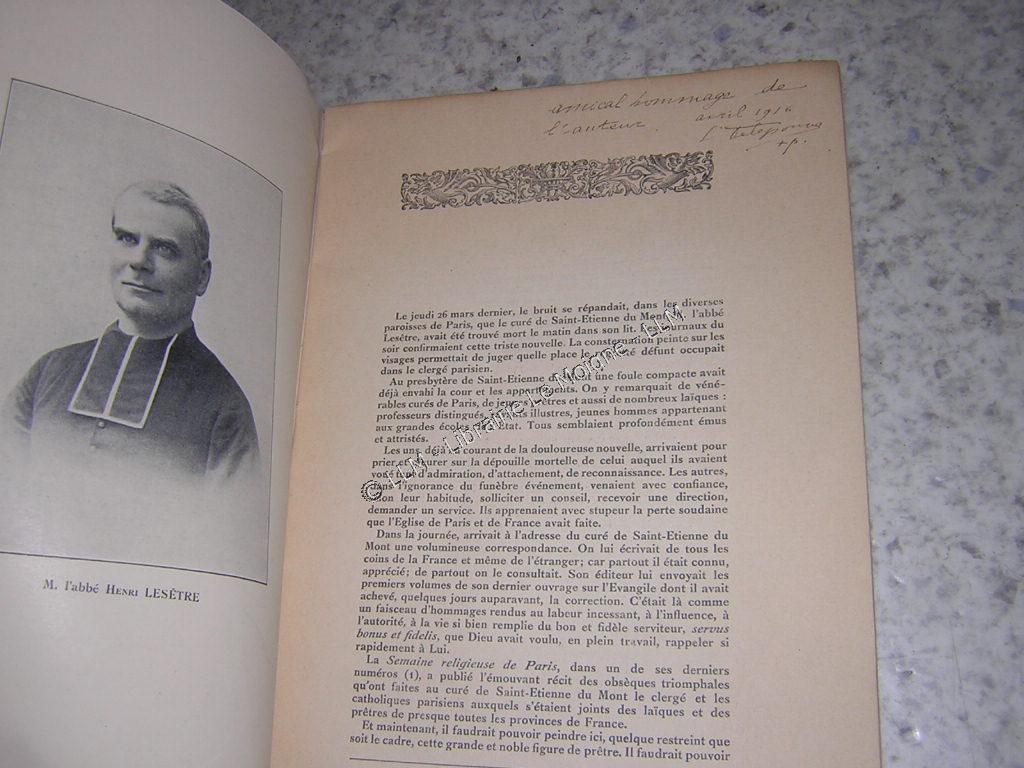 amical hommage de
l'auteur. avril 1916
M. l'abbé HENRI LESÊTRE
Le jeudi 26 mars dernier, le bruit se répandait, dans les diverses
paroisses de Paris, que le curé de Saint-Etienne du Mont, M. l'abbé
Lesêtre, avait été trouvé mort le matin dans son lit. Les journaux du
soir confirmaient cette triste nouvelle. La consternation peinte sur les
visages permettait de juger quelle place le défunt occupait
dans le clergé parisien.
Au presbytère de Saint-Etienne du Mont une foule compacte avait
déjà envahi la cour et les appartements. On y remarquait de véné-
rables curés de Paris, de jeunes prêtres et aussi de nombreux laïques :
professeurs distingués, illustres, jeunes hommes appartenant
aux grandes écoles de l'Etat. Tous semblaient profondément émus
et attristés.
Les uns déjà au courant de la douloureuse nouvelle, arrivaient pour
prier, pleurer sur la dépouille mortelle de celui auquel ils avaient
voué tant d'admiration, d'attachement, de reconnaissance. Les autres,
dans l'ignorance du funèbre événement, venaient avec confiance,
selon leur habitude, solliciter un conseil, recevoir une direction,
demander un service. Ils apprenaient avec stupeur la perte soudaine
que l'Eglise de Paris et de France avait faite.
Dans la journée, arrivait à l'adresse du curé de Saint-Etienne du
Mont une volumineuse correspondance. On lui écrivait de tous les
coins de la France et même de l'étranger; car partout il était connu,
apprécié; de partout on le consultait. Son éditeur lui envoyait les
premiers volumes de son dernier ouvrage sur l'Evangile dont il avait
achevé, quelques jours auparavant, la correction. C'était là comme
un faisceau d'hommages rendus au labeur incessant, à l'influence, à
l'autorité, à la vie si bien remplie du bon et fidèle serviteur, servus
bonus et fidelis, que Dieu avait voulu, en plein travail, rappeler si
rapidement à Lui.
La Semaine religieuse de Paris, dans un de ses derniers
numéros (1), a publié l'émouvant récit des obsèques triomphales
qu'ont faites au curé de Saint-Etienne du Mont le clergé et les
catholiques parisiens auxquels s'étaient joints des laïques et des
prêtres de presque toutes les provinces de France.
Et maintenant, il faudrait pouvoir peindre ici, quelque restreint que
soit le cadre, cette grande et noble figure de prêtre. Il faudrait pouvoir
© LLM - Librairie Le Moigne - LLM